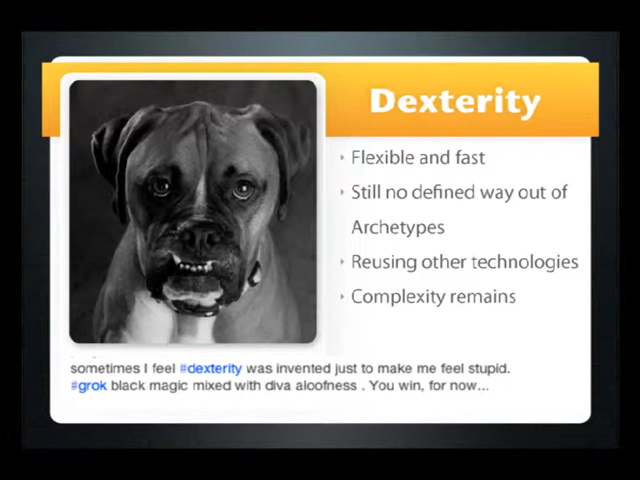 Dexterity
Flexible and fast
Still no defined way out of
Archetypes
Reusing other technologies
Complexity remains
sometimes I feel #dexterity was invented just to make me feel stupid.
#grok black magic mixed with diva aloofness . You win, for now...